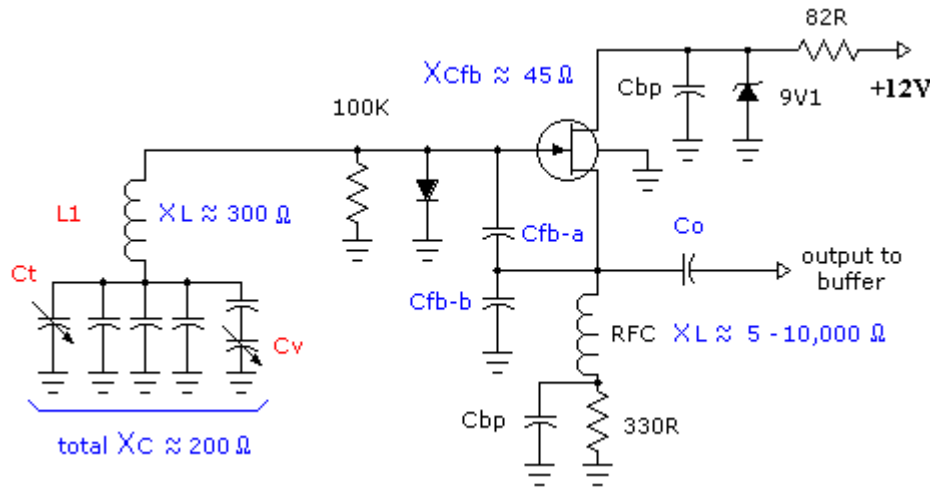 82R
XCfb ≈ 45 Ω
Cbp
9V1
+12V
100K
L1
XL ≈ 300 Ω
Cfb-a
Co
output to
buffer
Ct
Cfb-b
RFC
XL ≈ 5 - 10,000 Ω
Cv
Cbp
330R
total XC ≈ 200 Ω